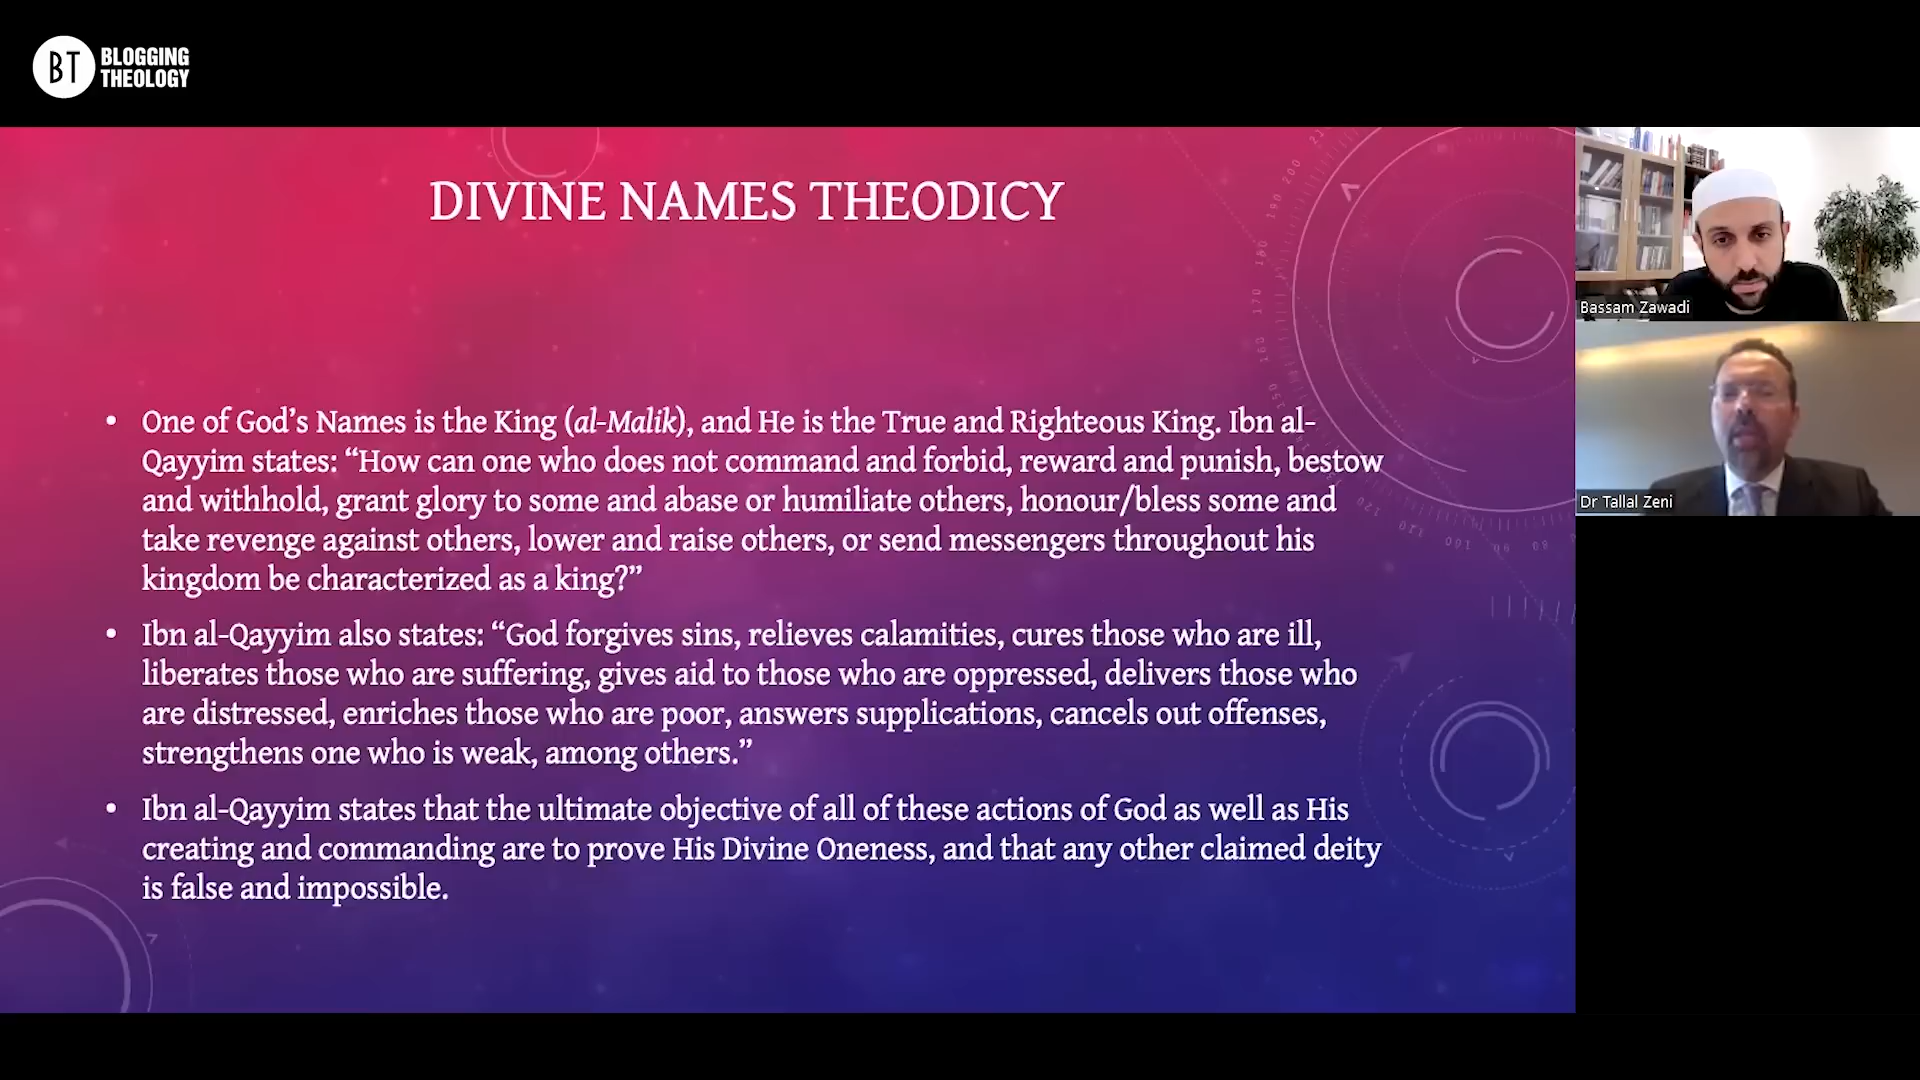 BT BLOGGING
THEOLOGY
DIVINE NAMES THEODICY
• One of God’s Names is the King (al-Malik), and He is the True and Righteous King. Ibn al-
Qayyim states: “How can one who does not command and forbid, reward and punish, bestow
and withhold, grant glory to some and abase or humiliate others, honour/bless some and
take revenge against others, lower and raise others, or send messengers throughout his
kingdom be characterized as a king?”
• Ibn al-Qayyim also states: “God forgives sins, relieves calamities, cures those who are ill,
liberates those who are suffering, gives aid to those who are oppressed, delivers those who
are distressed, enriches those who are poor, answers supplications, cancels out offenses,
strengthens one who is weak, among others.”
• Ibn al-Qayyim states that the ultimate objective of all of these actions of God as well as His
creating and commanding are to prove His Divine Oneness, and that any other claimed deity
is false and impossible.
Bassam Zawadi
Dr Tallal Zeni